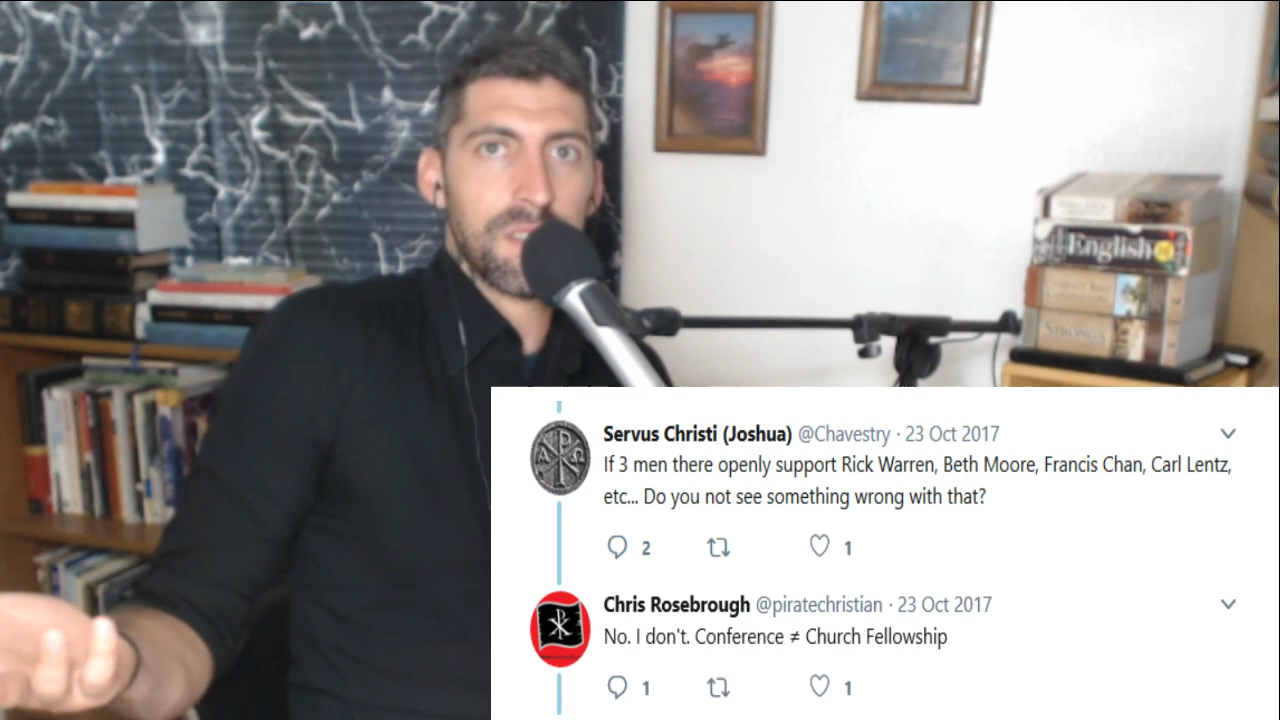 English
STRONG'S
Servus Christi (Joshua) @Chavestry · 23 Oct 2017
If 3 men there openly support Rick Warren, Beth Moore, Francis Chan, Carl Lentz,
etc... Do you not see something wrong with that?
2 1
Chris Rosebrough @piratechristian · 23 Oct 2017
No. I don't. Conference ≠ Church Fellowship
1 1